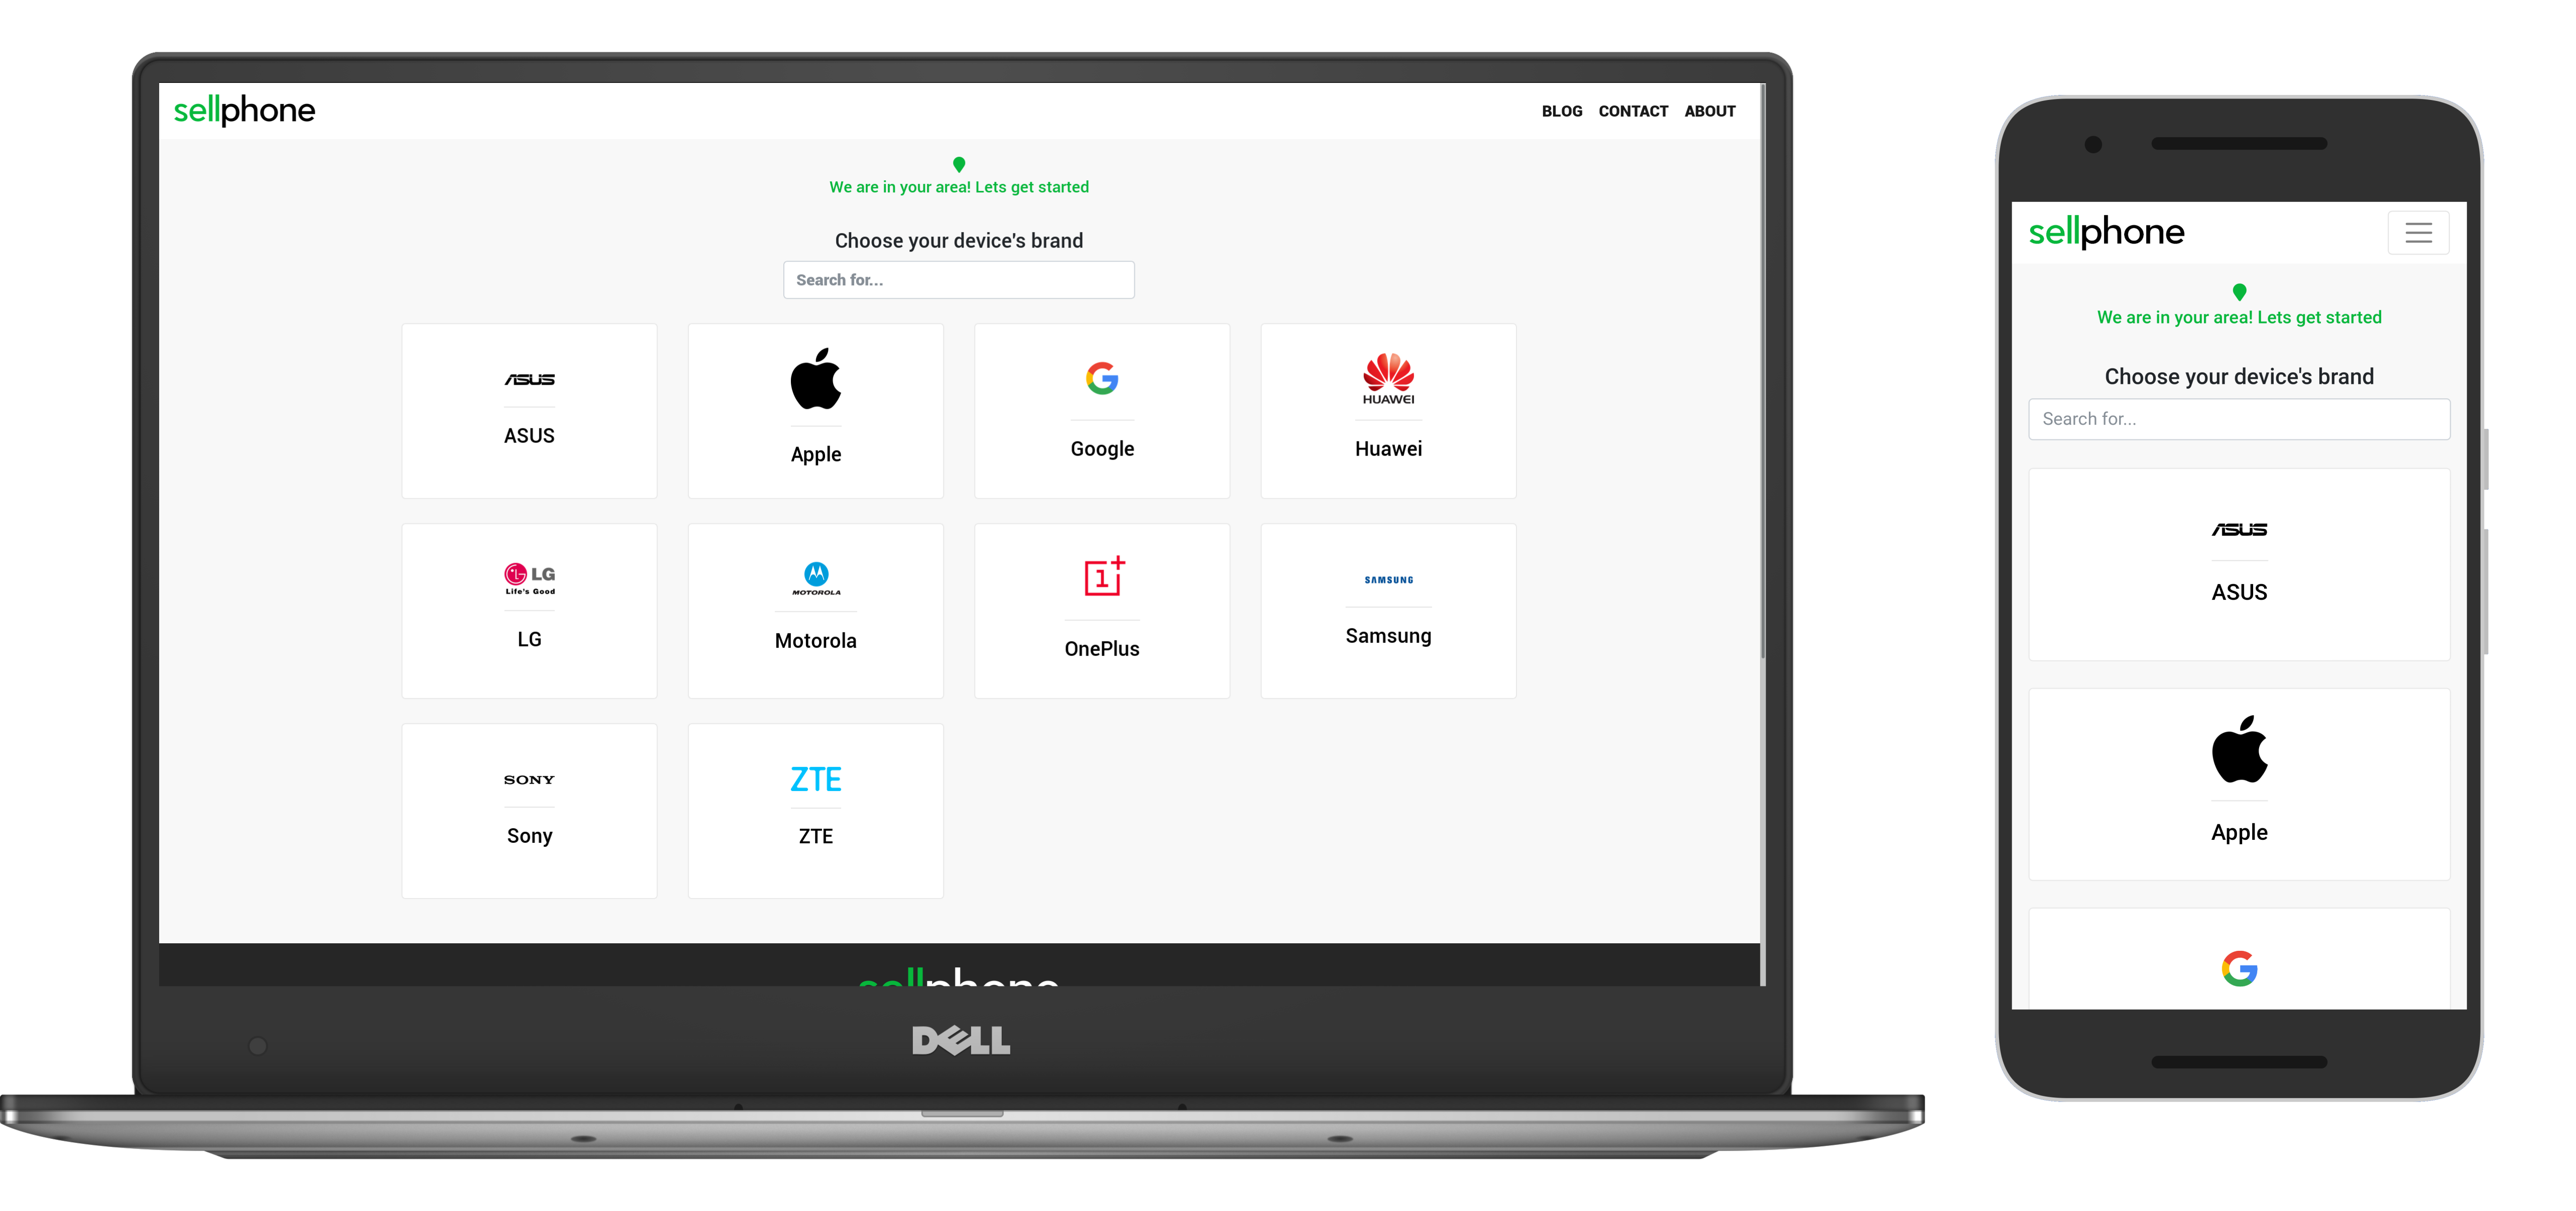 sellphone
BLOG CONTACT ABOUT
We are in your area! Lets get started
Choose your device's brand
Search for...
ASUS
ASUS
Apple
Google
HUAWEI
Huawei
LG
Life's Good
LG
MOTOROLA
Motorola
OnePlus
SAMSUNG
Samsung
SONY
Sony
ZTE
ZTE
sellphone
DELL
sellphone
We are in your area! Lets get started
Choose your device's brand
Search for...
ASUS
ASUS
Apple